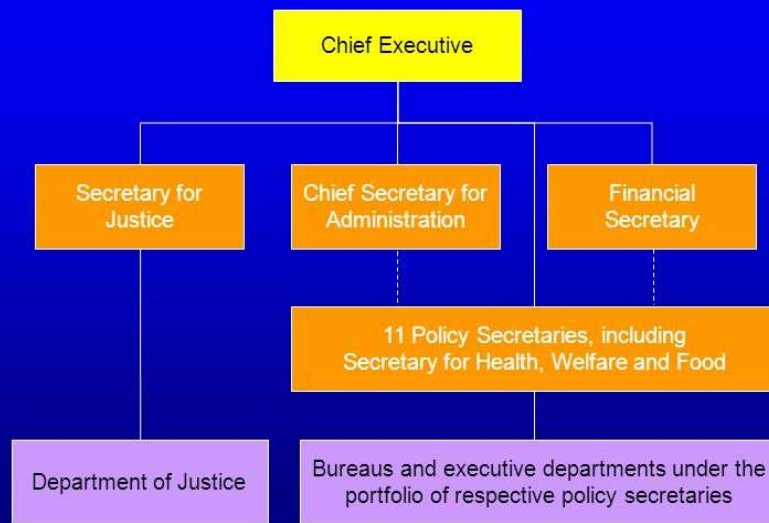 Chief Executive
Secretary for
Justice
Chief Secretary for
Administration
Financial
Secretary
11 Policy Secretaries, including
Secretary for Health, Welfare and Food
Department of Justice
Bureaus and executive departments under the
portfolio of respective policy secretaries